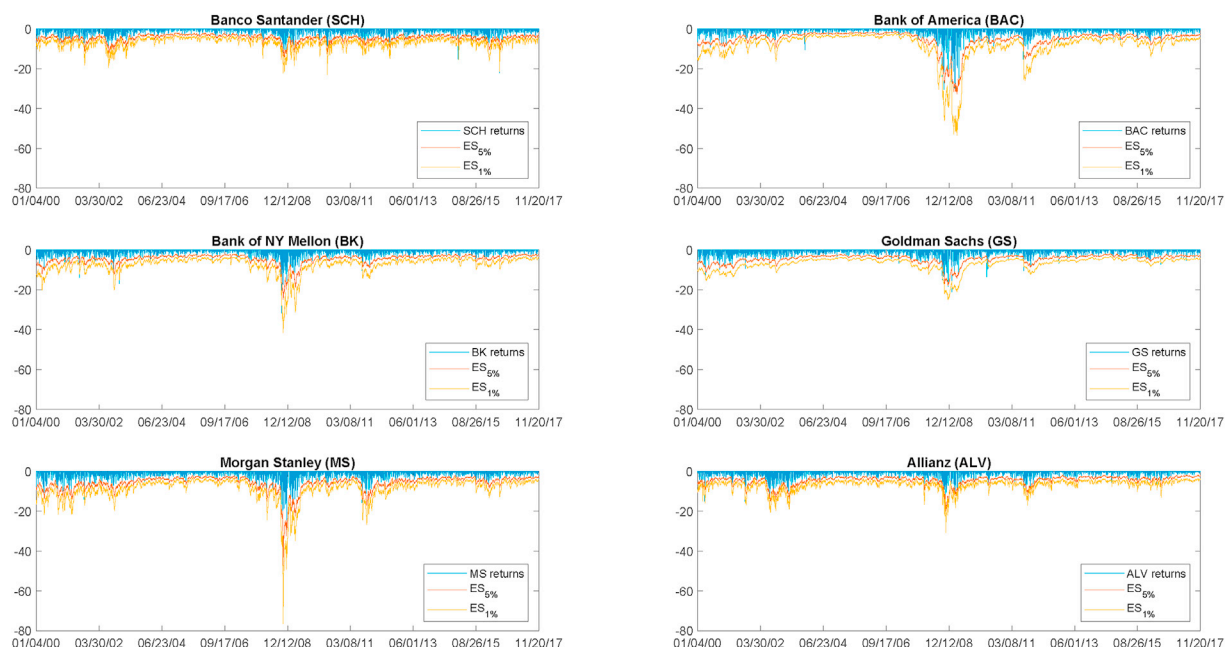 Banco Santander (SCH)
0
-20
-40
-60
-80
SCH returns
ES5%
ES1%
01/04/00 03/30/02 06/23/04 09/17/06 12/12/08 03/08/11 06/01/13 08/26/15 11/20/17
Bank of America (BAC)
0
-20
-40
-60
-80
BAC returns
ES5%
ES1%
01/04/00 03/30/02 06/23/04 09/17/06 12/12/08 03/08/11 06/01/13 08/26/15 11/20/17
Bank of NY Mellon (BK)
0
-20
-40
-60
-80
BK returns
ES5%
ES1%
01/04/00 03/30/02 06/23/04 09/17/06 12/12/08 03/08/11 06/01/13 08/26/15 11/20/17
Goldman Sachs (GS)
0
-20
-40
-60
-80
GS returns
ES5%
ES1%
01/04/00 03/30/02 06/23/04 09/17/06 12/12/08 03/08/11 06/01/13 08/26/15 11/20/17
Morgan Stanley (MS)
0
-20
-40
-60
-80
MS returns
ES5%
ES1%
01/04/00 03/30/02 06/23/04 09/17/06 12/12/08 03/08/11 06/01/13 08/26/15 11/20/17
Allianz (ALV)
0
-20
-40
-60
-80
ALV returns
ES5%
ES1%
01/04/00 03/30/02 06/23/04 09/17/06 12/12/08 03/08/11 06/01/13 08/26/15 11/20/17